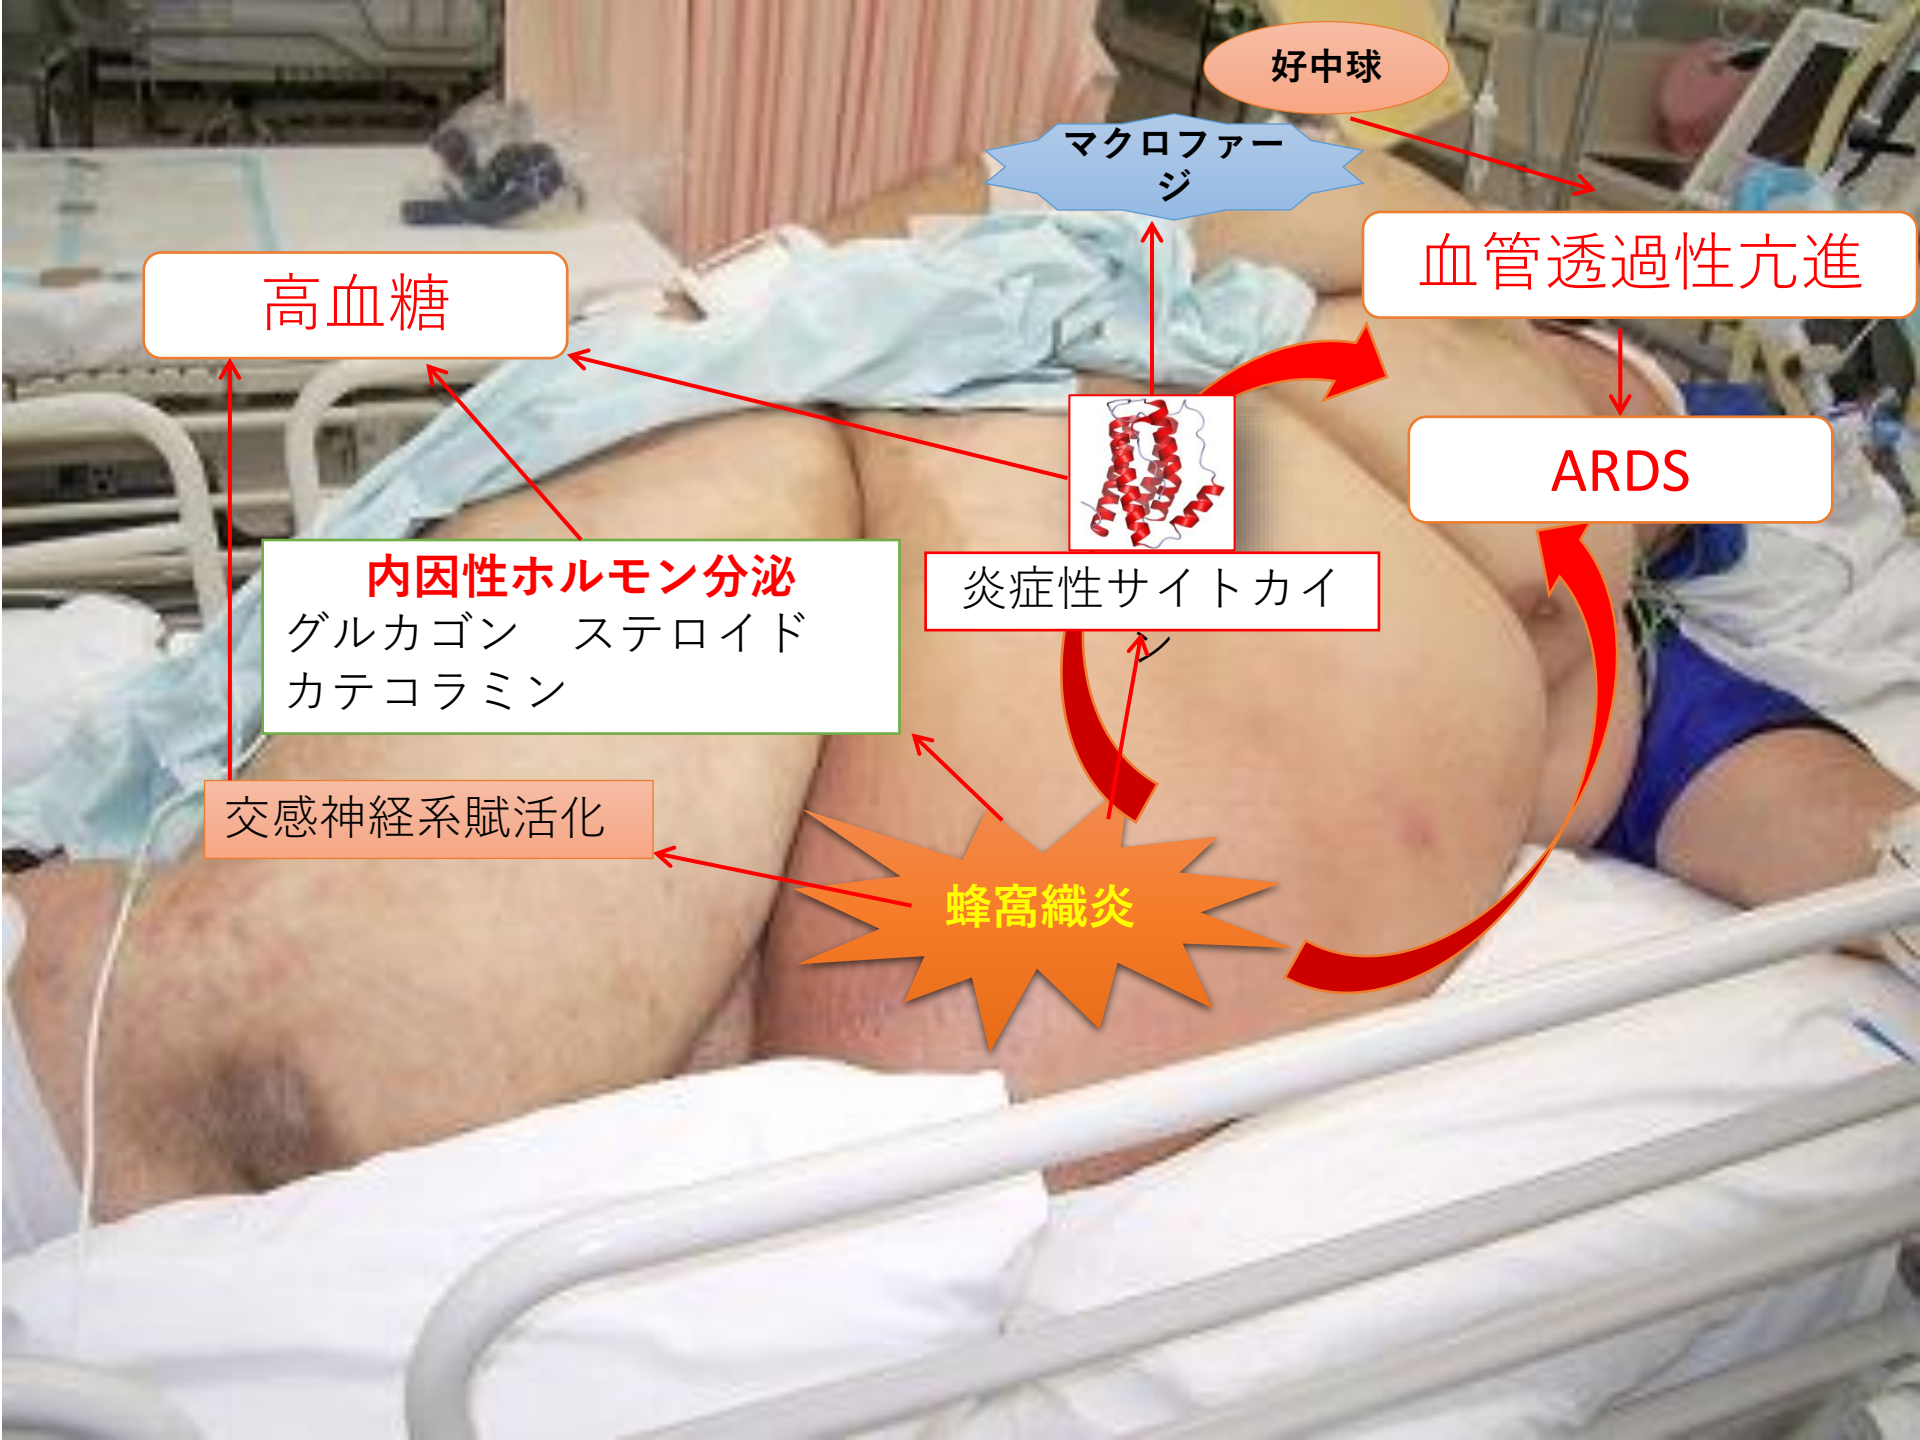 好中球
マクロファー
ジ
血管透過性亢進
高血糖
ARDS
内因性ホルモン分泌
グルカゴン　ステロイド
カテコラミン
炎症性サイトカイ
ン
交感神経系賦活化
蜂窩織炎